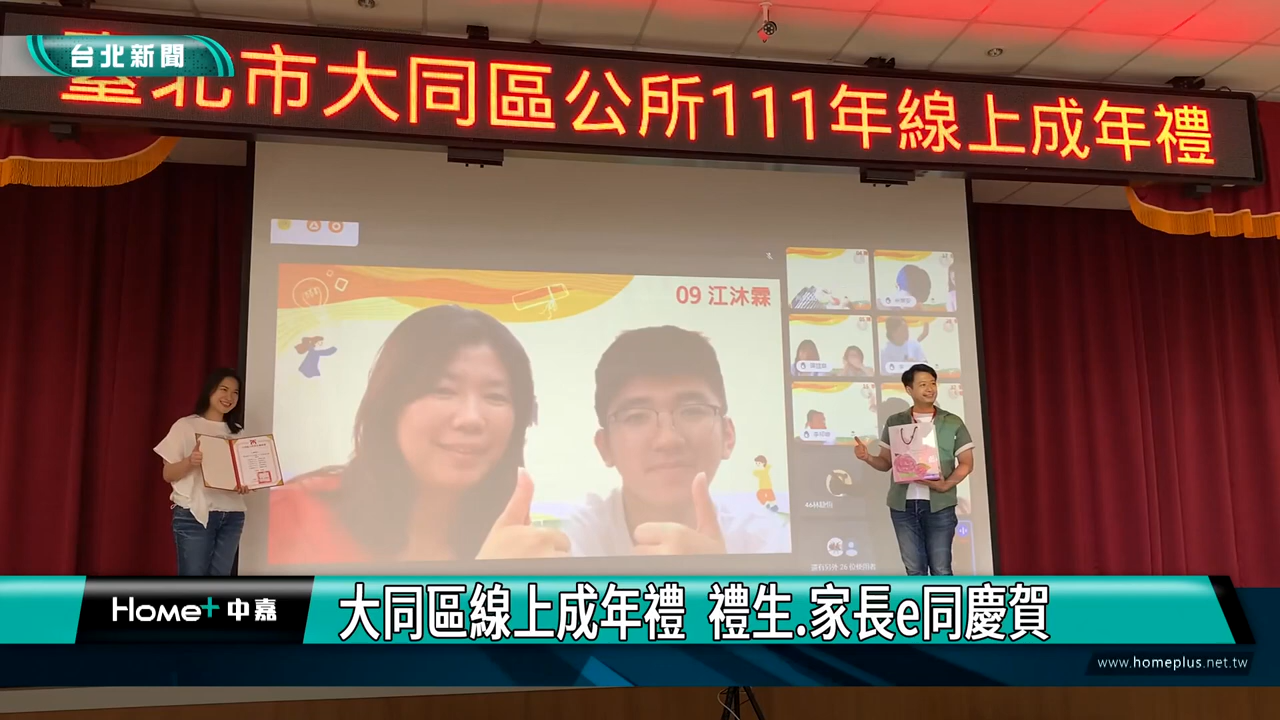 台北新聞
臺北市大同區公所111年線上成年禮
09 江沐霖
Home+ 中嘉
大同區線上成年禮 禮生.家長e同慶賀
www.homeplus.net.tw